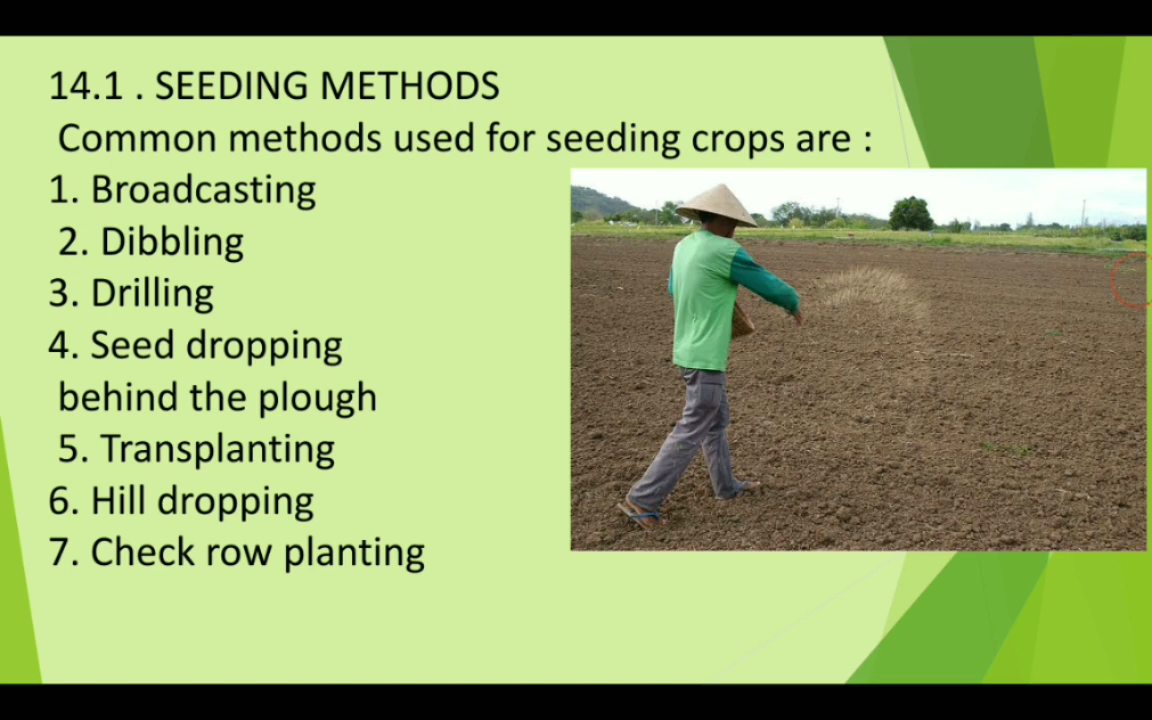 14.1 . SEEDING METHODS
Common methods used for seeding crops are :
1. Broadcasting
2. Dibbling
3. Drilling
4. Seed dropping
behind the plough
5. Transplanting
6. Hill dropping
7. Check row planting